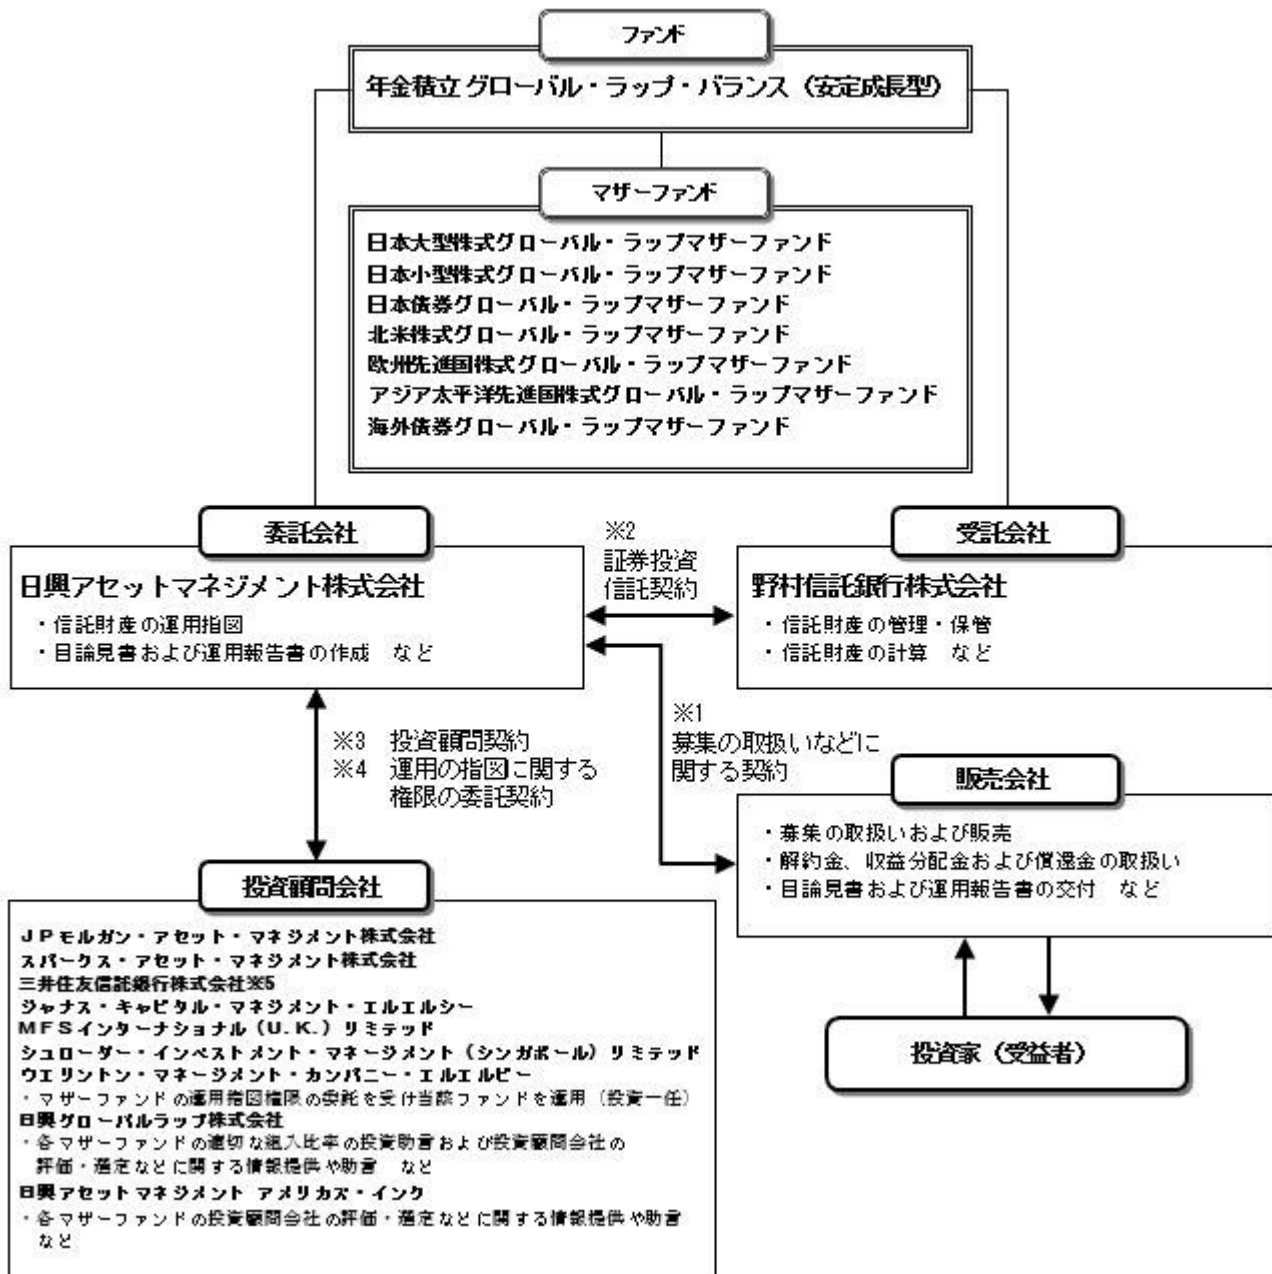 ファンド
年金積立 グローバル・ラップ・バランス（安定成長型）
マザーファンド
日本大型株式グローバル・ラップマザーファンド
日本小型株式グローバル・ラップマザーファンド
日本債券グローバル・ラップマザーファンド
北米株式グローバル・ラップマザーファンド
欧州先進国株式グローバル・ラップマザーファンド
アジア太平洋先進国株式グローバル・ラップマザーファンド
海外債券グローバル・ラップマザーファンド
委託会社
日興アセットマネジメント株式会社
・信託財産の運用指図
・目論見書および運用報告書の作成　など
※2
証券投資
信託契約
受託会社
野村信託銀行株式会社
・信託財産の管理・保管
・信託財産の計算　など
※3　投資顧問契約
※4　運用の指図に関する
権限の委託契約
※1
募集の取扱いなどに
関する契約
販売会社
・募集の取扱いおよび販売
・解約金、収益分配金および償還金の取扱い
・目論見書および運用報告書の交付　など
投資家（受益者）
投資顧問会社
ＪＰモルガン・アセット・マネジメント株式会社
スパークス・アセット・マネジメント株式会社
三井住友信託銀行株式会社※5
ジャナス・キャピタル・マネジメント・エルエルシー
ＭＦＳインターナショナル（Ｕ.Ｋ.）リミテッド
シュローダー・インベストメント・マネージメント（シンガポール）リミテッド
ウエリントン・マネージメント・カンパニー・エルエルピー
・マザーファンドの運用指図権限の委託を受け当該ファンドを運用（投資一任）
日興グローバルラップ株式会社
・各マザーファンドの適切な組入比率の投資助言および投資顧問会社の
評価・選定などに関する情報提供や助言　など
日興アセットマネジメント アメリカズ・インク
・各マザーファンドの投資顧問会社の評価・選定などに関する情報提供や助言
など